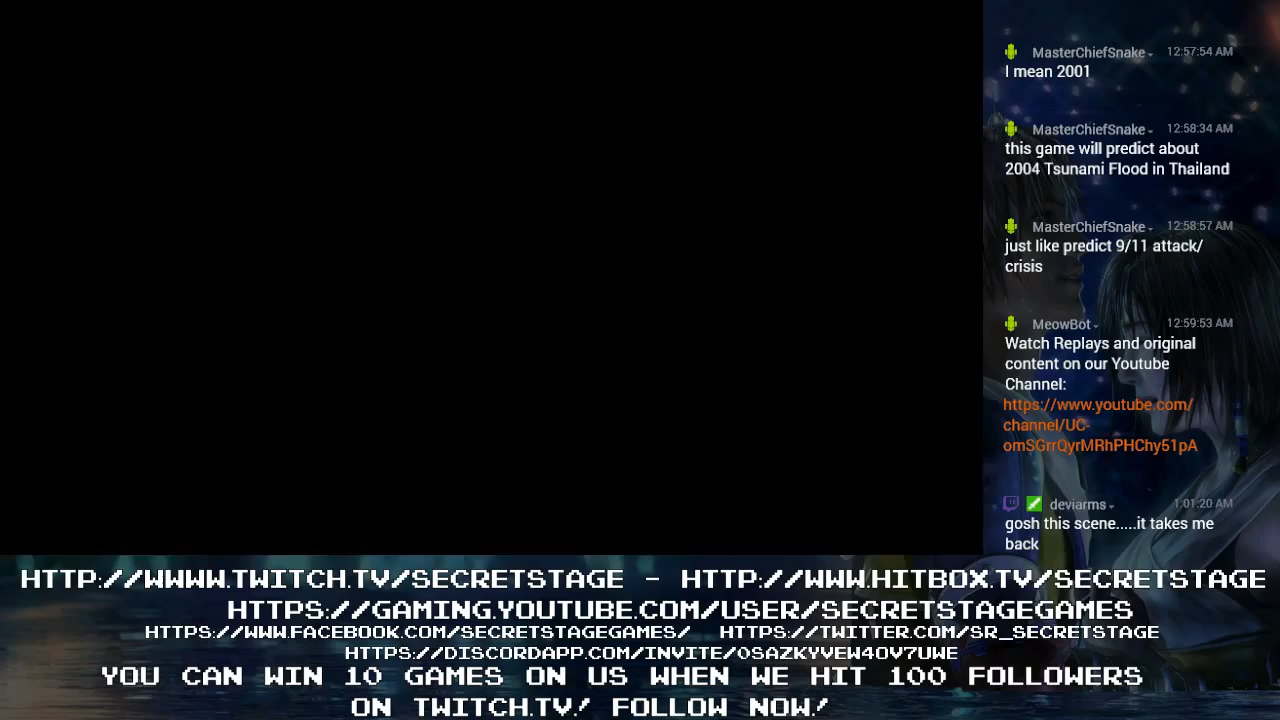 MasterChiefSnake 12:57:54 AM
I mean 2001
MasterChiefSnake 12:58:34 AM
this game will predict about
2004 Tsunami Flood in Thailand
MasterChiefSnake 12:58:57 AM
just like predict 9/11 attack/
crisis
MeowBot 12:59:53 AM
Watch Replays and original
content on our Youtube
Channel:
https://www.youtube.com/
channel/UC-
omSGrrQyrMRhPHChy51pA
deviarms 1:01:20 AM
gosh this scene.....it takes me
back
HTTP://WWWW.TWITCH.TV/SECRETSTAGE - HTTP://WWW.HITBOX.TV/SECRETSTAGE
HTTPS://GAMING.YOUTUBE.COM/USER/SECRETSTAGEGAMES
HTTPS://WWW.FACEBOOK.COM/SECRETSTAGEGAMES/ HTTPS://TWITTER.COM/SR_SECRETSTAGE
HTTPS://DISCORDAPP.COM/INVITE/0SAZKYVEW4OV7UWE
YOU CAN WIN 10 GAMES ON US WHEN WE HIT 100 FOLLOWERS
ON TWITCH.TV! FOLLOW NOW!